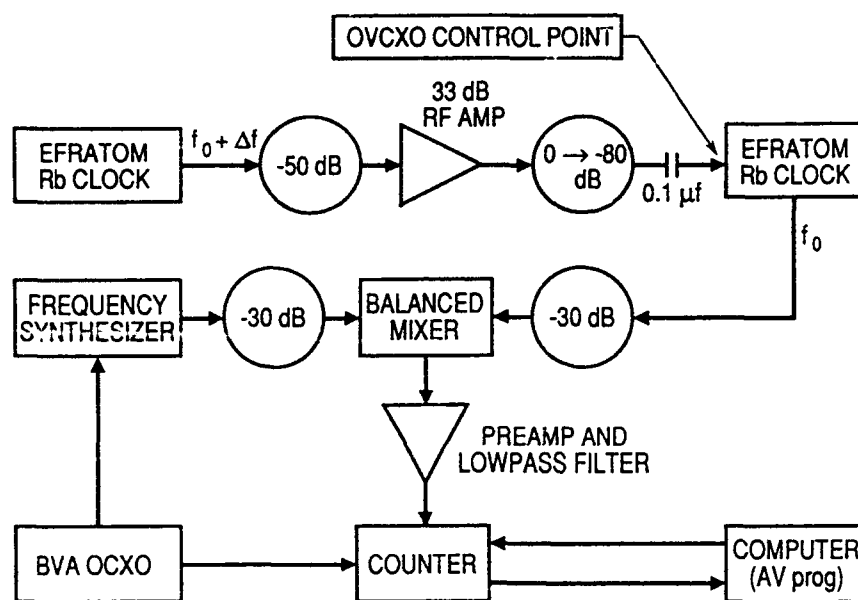 OVCXO CONTROL POINT
33 dB
RF AMP
EFRATOM
Rb CLOCK
f0 + Δf
-50 dB
0 → -80
dB
0.1 μf
EFRATOM
Rb CLOCK
f0
FREQUENCY
SYNTHESIZER
-30 dB
BALANCED
MIXER
-30 dB
PREAMP AND
LOWPASS FILTER
BVA OCXO
COUNTER
COMPUTER
(AV prog)